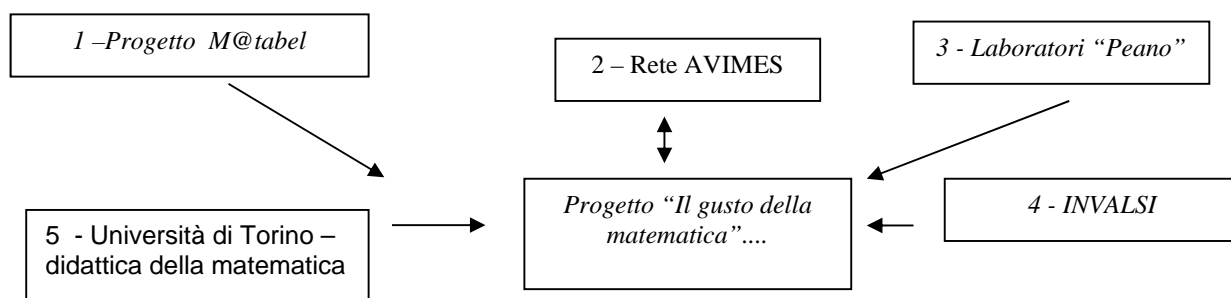 1 –Progetto M@tabel
2 – Rete AVIMES
3 - Laboratori “Peano”
5 - Università di Torino –
didattica della matematica
Progetto “Il gusto della
matematica”....
4 - INVALSI